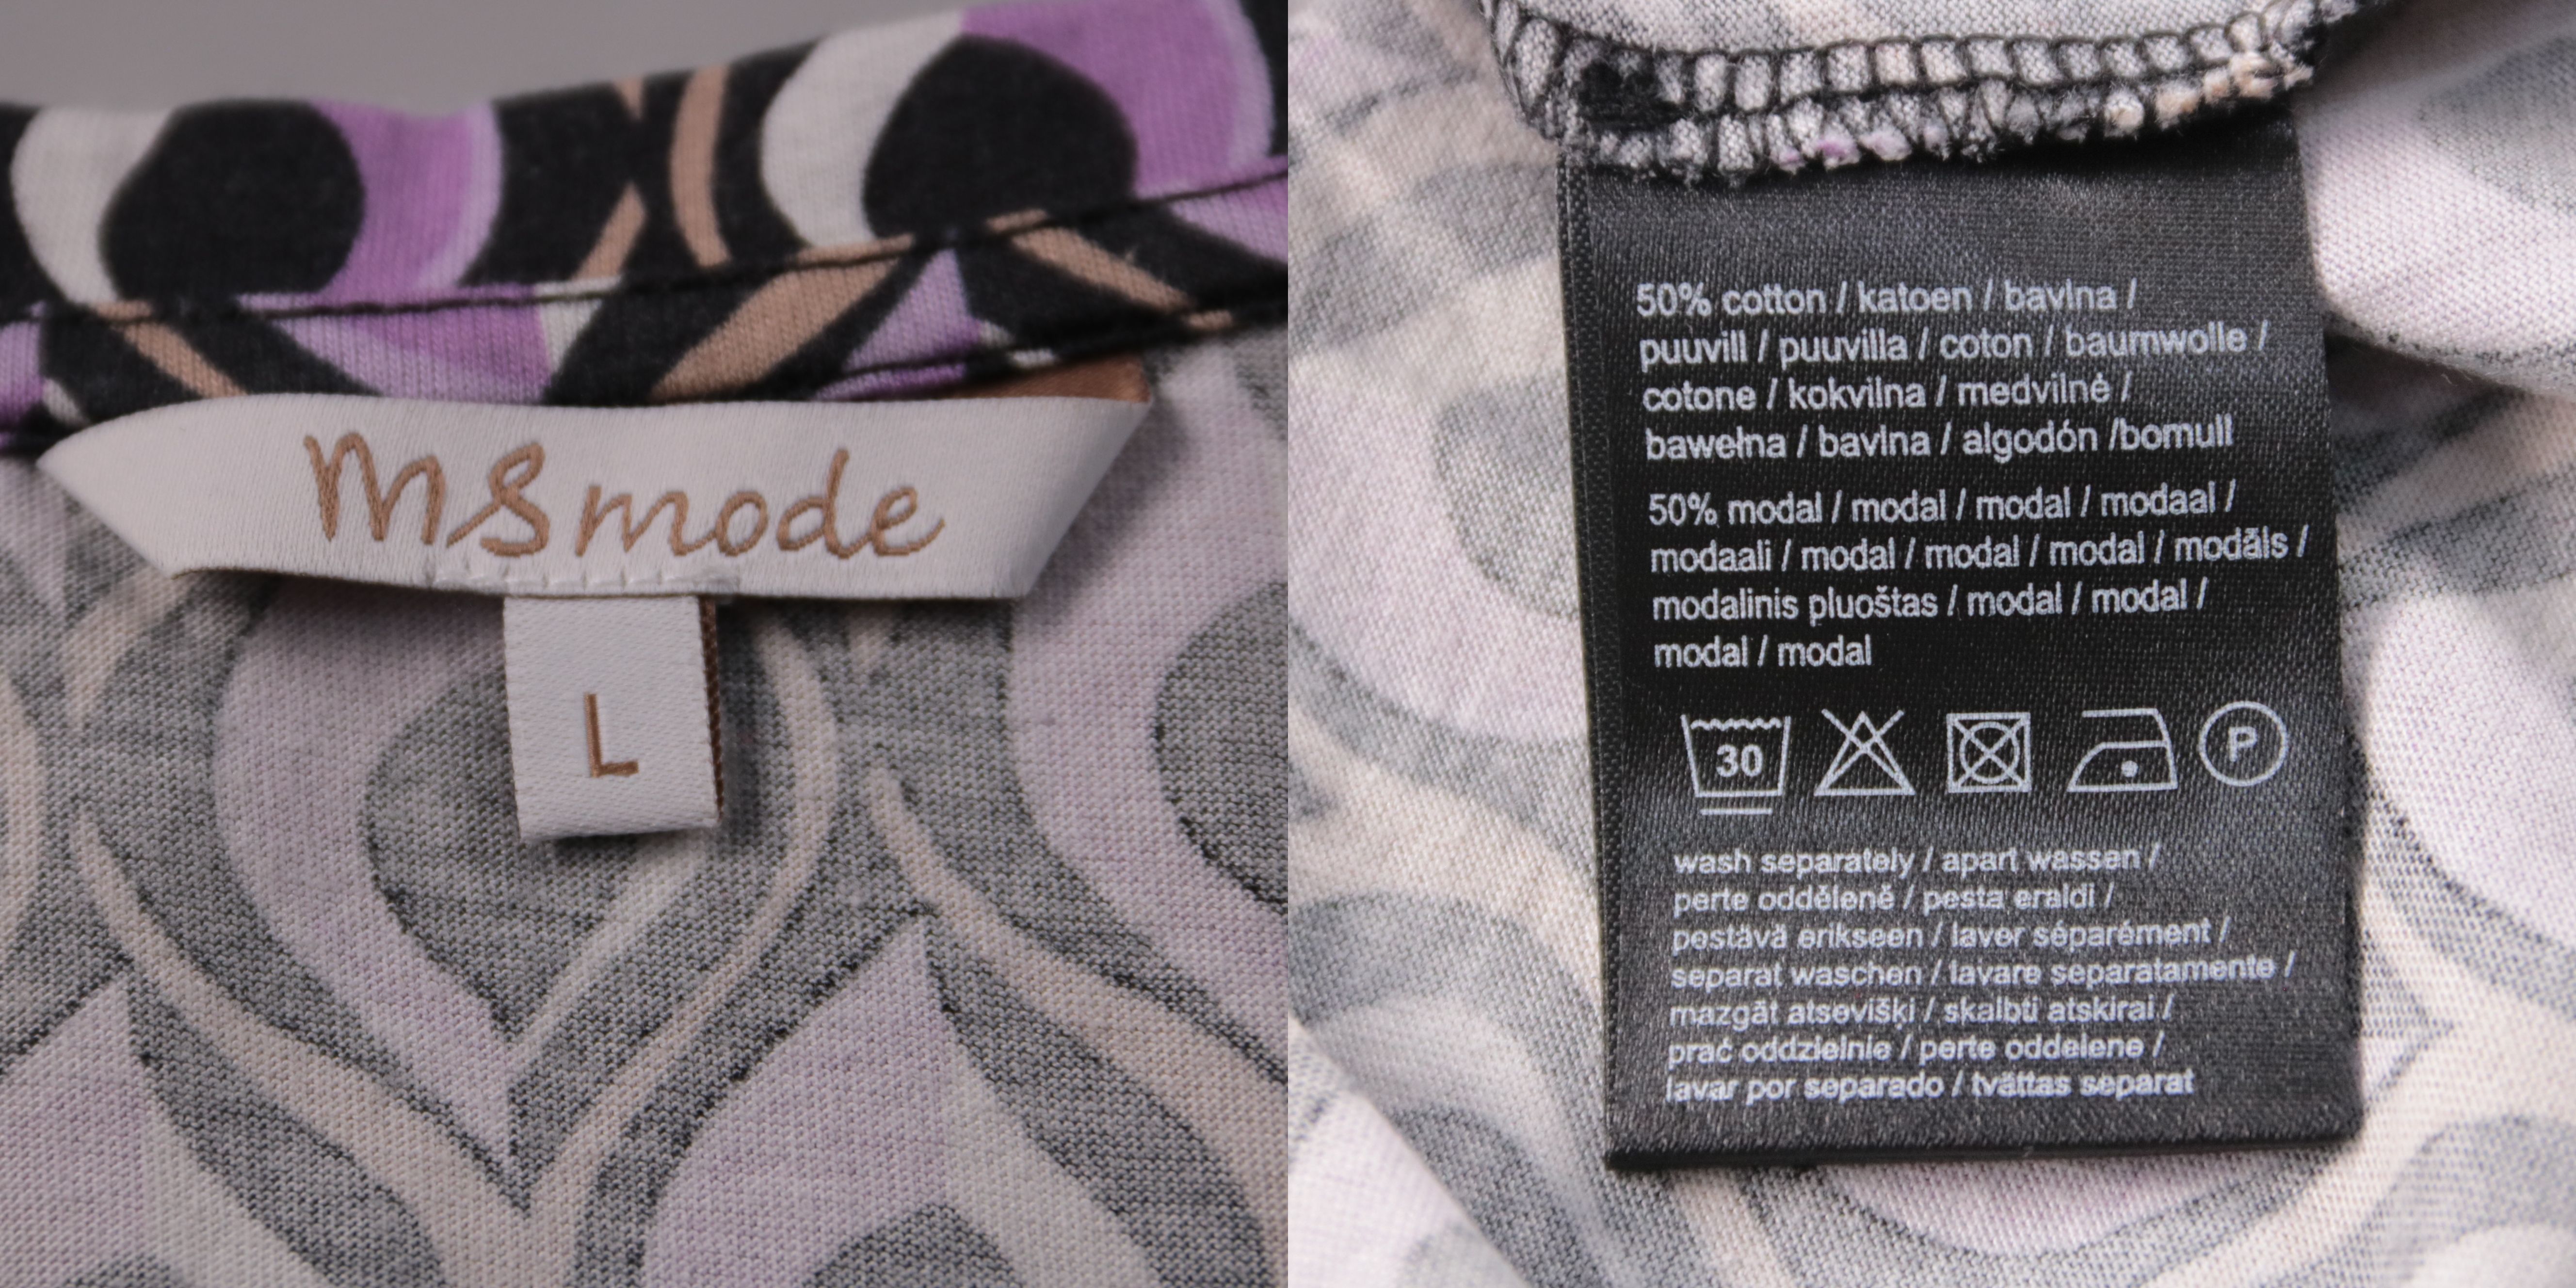 MS mode
L
50% cotton / katoen / bavlna /
puuvill / puuvilla / coton / baumwolle /
cotone / kokvilna / medvilnė /
bawełna / bavlna / algodón /bomull
50% modal / modal / modal / modaal /
modaali / modal / modal / modal / modāls /
modalinis pluoštas / modal / modal /
modal / modal
30
P
wash separately / apart wassen /
perte odděleně / pesta eraldi /
pestävä erikseen / laver séparément /
separat waschen / lavare separatamente /
mazgāt atsevišķi / skalbti atskirai /
prać oddzielnie / perte oddelene /
lavar por separado / tvättas separat